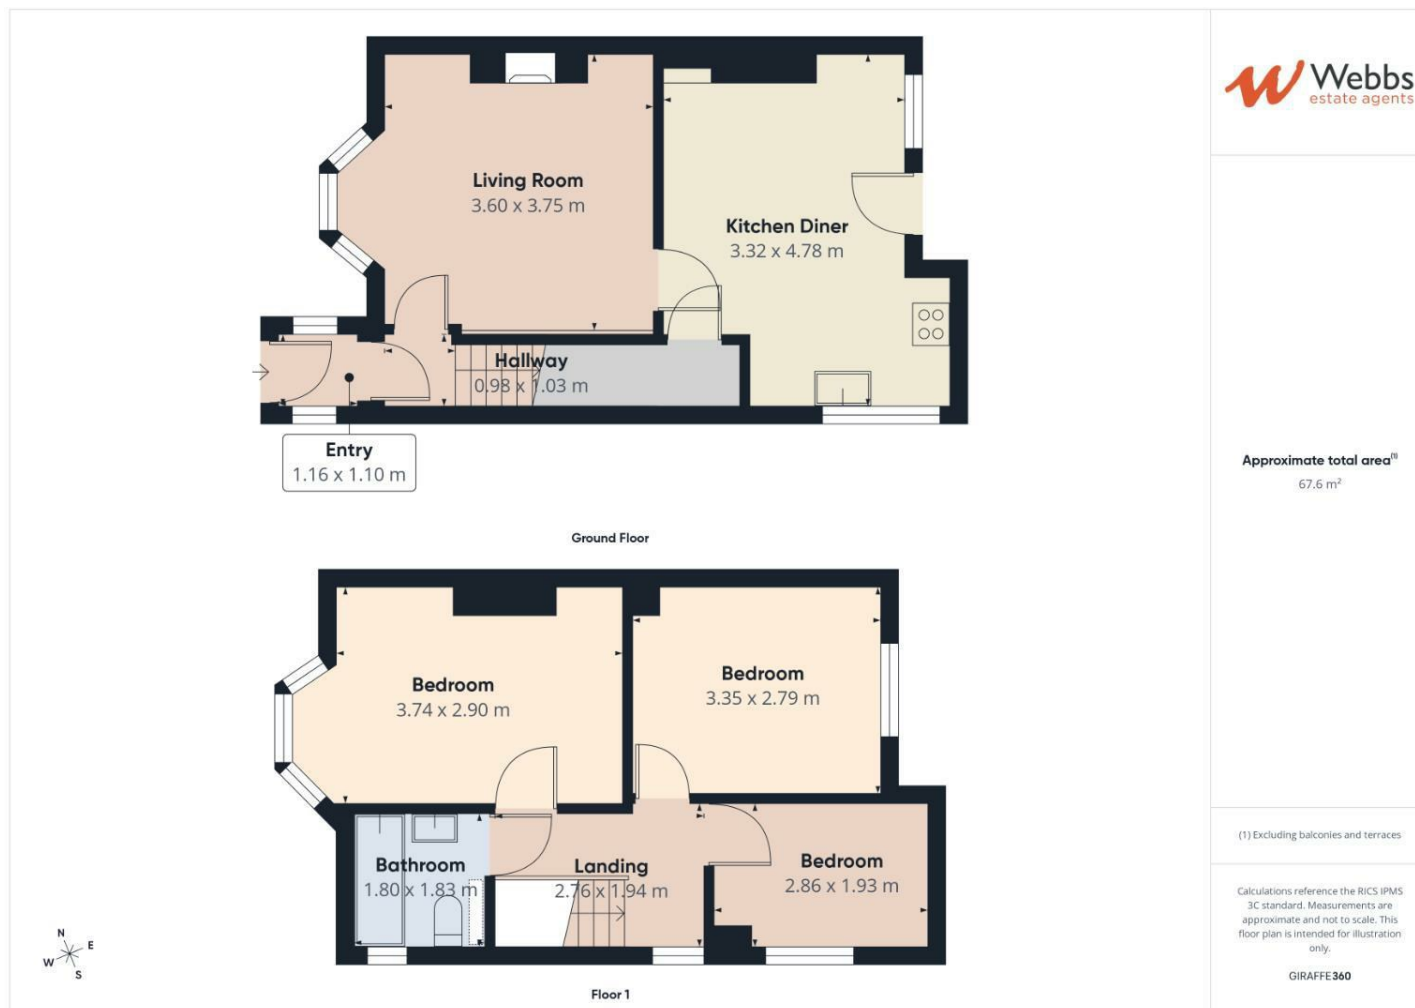 Webbs
estate agents
Living Room
3.60 x 3.75 m
Kitchen Diner
3.32 x 4.78 m
Hallway
0.98 x 1.03 m
Entry
1.16 x 1.10 m
Ground Floor
Approximate total area(1)
67.6 m²
Bedroom
3.74 x 2.90 m
Bedroom
3.35 x 2.79 m
Bathroom
1.80 x 1.83 m
Landing
2.76 x 1.94 m
Bedroom
2.86 x 1.93 m
Floor 1
N
E
W
S
(1) Excluding balconies and terraces
Calculations reference the RICS IPMS
3C standard. Measurements are
approximate and not to scale. This
floor plan is intended for illustration
only.
GIRAFFE360